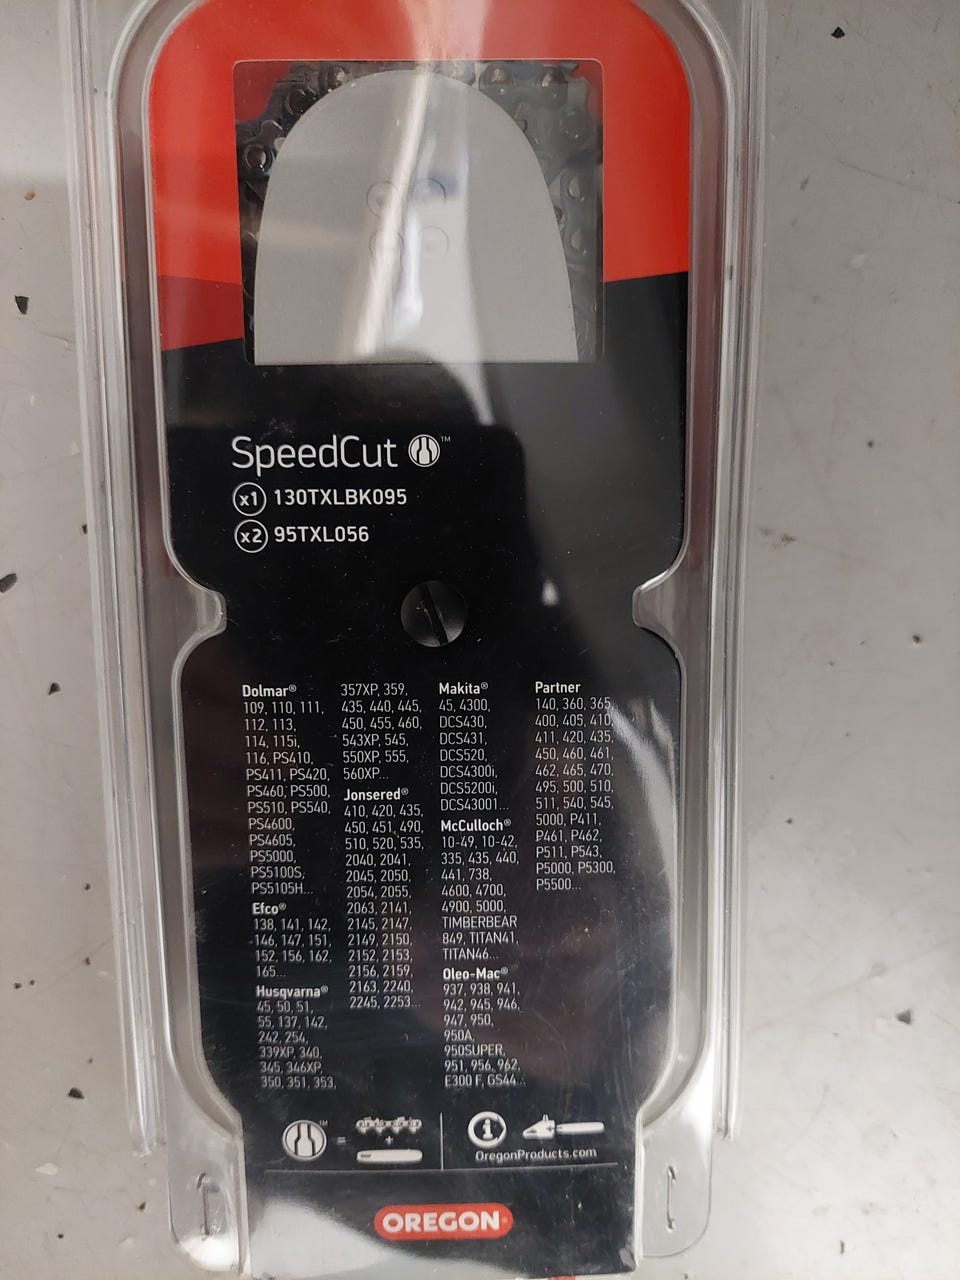 SpeedCut ™
x1 130TXLBK095
x2 95TXL056
Dolmar®
109, 110, 111,
112, 113,
114, 115i,
116, PS410,
PS411, PS420,
PS460, PS500,
PS510, PS540,
PS4600,
PS4605,
PS5000,
PS5100S,
PS5105H...
Efco®
138, 141, 142,
146, 147, 151,
152, 156, 162,
165...
Husqvarna®
45, 50, 51,
55, 137, 142,
242, 254,
339XP, 340,
345, 346XP,
350, 351, 353,
357XP, 359,
435, 440, 445,
450, 455, 460,
543XP, 545,
550XP, 555,
560XP...
Jonsered®
410, 420, 435,
450, 451, 490,
510, 520, 535,
2040, 2041,
2045, 2050,
2054, 2055,
2063, 2141,
2145, 2147,
2149, 2150,
2152, 2153,
2156, 2159,
2163, 2240,
2245, 2253...
Makita®
45, 4300,
DCS430,
DCS431,
DCS520,
DCS4300i,
DCS5200i,
DCS43001...
McCulloch®
10-49, 10-42,
335, 435, 440,
441, 738,
4600, 4700,
4900, 5000,
TIMBERBEAR
849, TITAN41,
TITAN46...
Oleo-Mac®
937, 938, 941,
942, 945, 946,
947, 950,
950A,
950SUPER,
951, 956, 962,
E300 F, GS44...
Partner
140, 360, 365,
400, 405, 410,
411, 420, 435,
450, 460, 461,
462, 465, 470,
495, 500, 510,
511, 540, 545,
5000, P411,
P461, P462,
P511, P543,
P5000, P5300,
P5500...
™ = +
OregonProducts.com
OREGON®